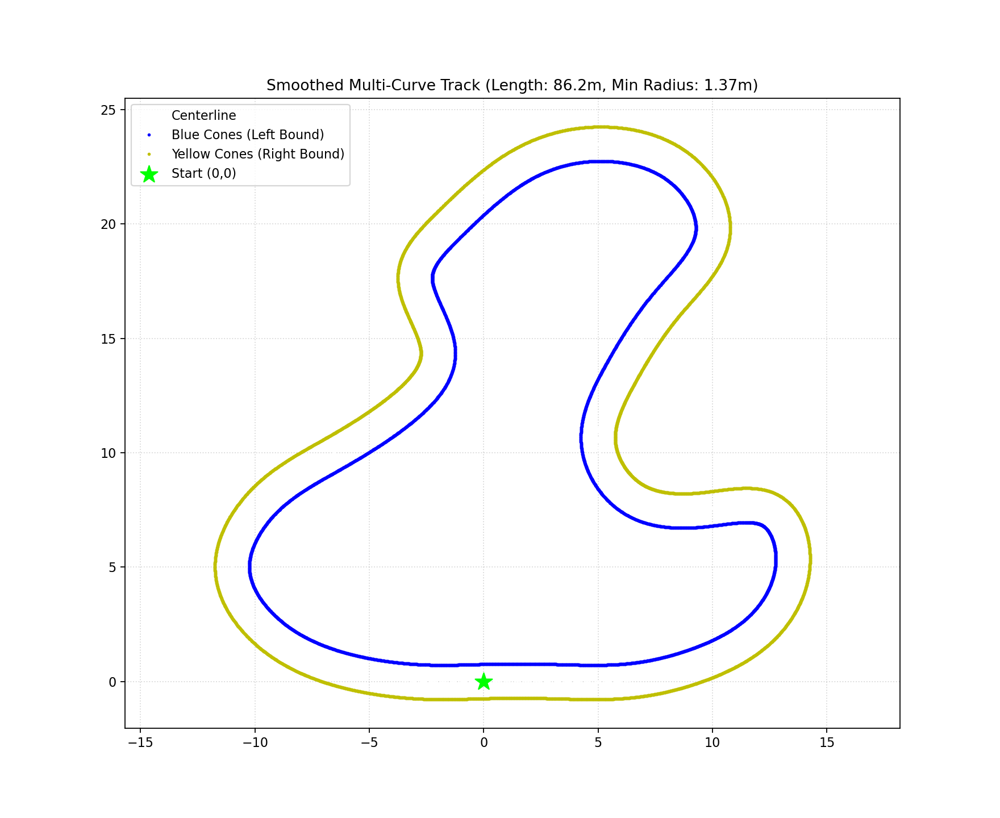 Smoothed Multi-Curve Track (Length: 86.2m, Min Radius: 1.37m)
Centerline
Blue Cones (Left Bound)
Yellow Cones (Right Bound)
Start (0,0)
25
20
15
10
5
0
−15 −10 −5 0 5 10 15